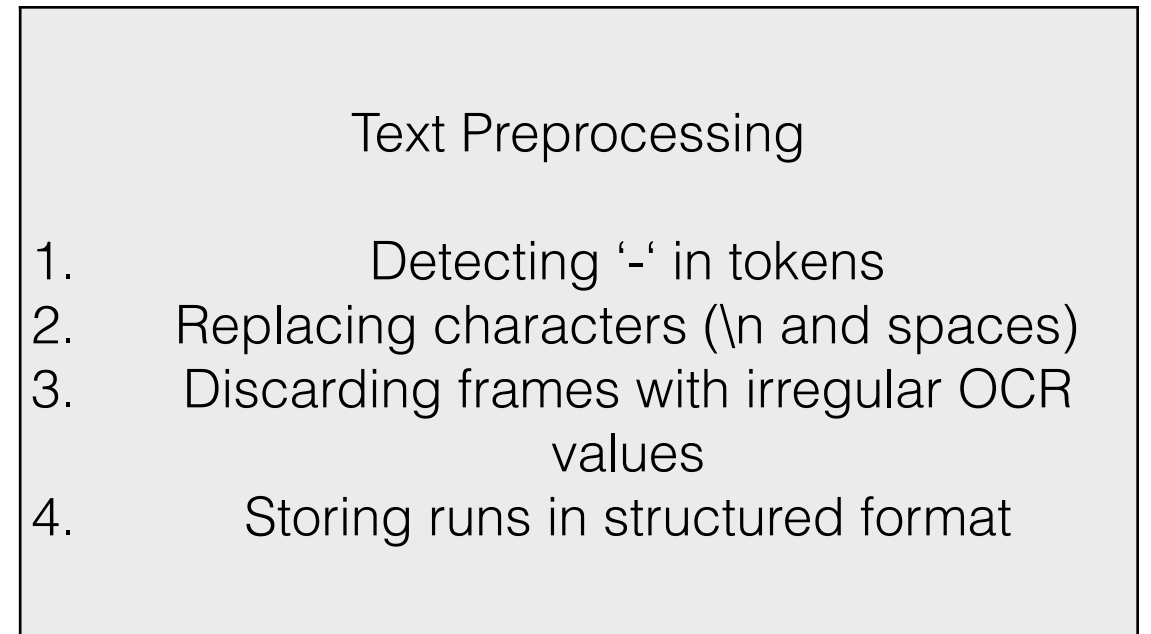 Text Preprocessing
1. Detecting ‘-‘ in tokens
2. Replacing characters (\n and spaces)
3. Discarding frames with irregular OCR
values
4. Storing runs in structured format